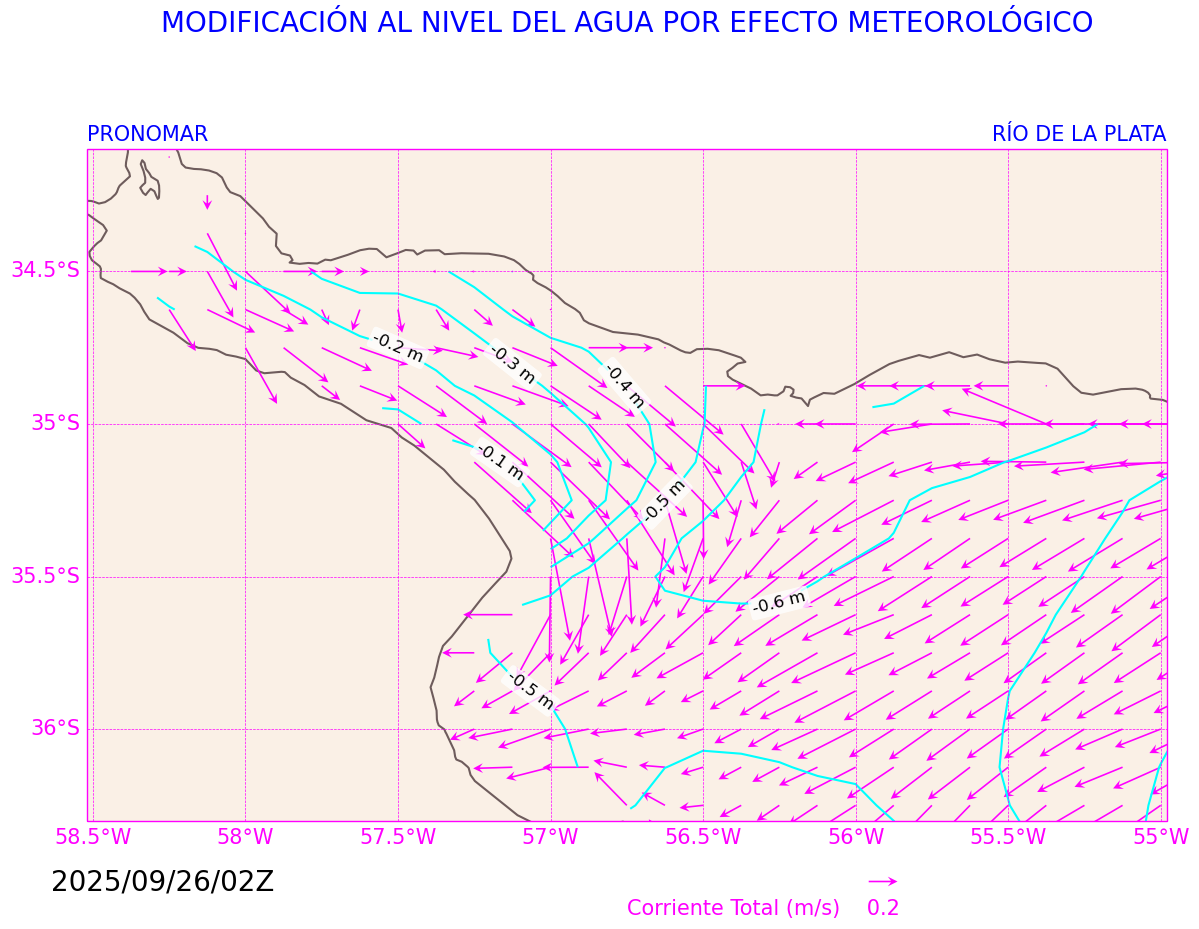 MODIFICACIÓN AL NIVEL DEL AGUA POR EFECTO METEOROLÓGICO
PRONOMAR
RÍO DE LA PLATA
34.5°S
35°S
35.5°S
36°S
-0.2 m
-0.3 m
-0.4 m
-0.1 m
-0.5 m
-0.6 m
-0.5 m
58.5°W
58°W
57.5°W
57°W
56.5°W
56°W
55.5°W
55°W
2025/09/26/02Z
Corriente Total (m/s)
0.2